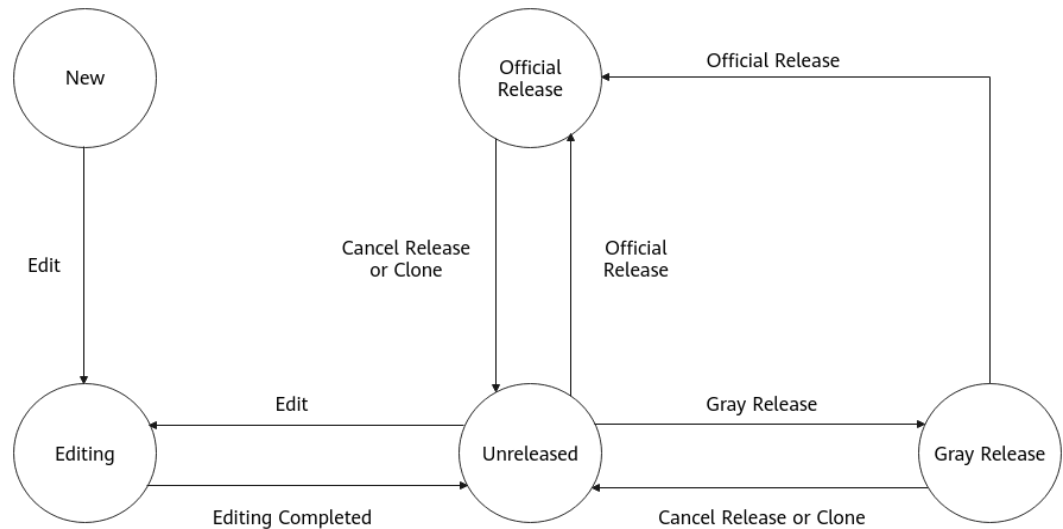 New
Official
Release
Official Release
Edit
Cancel Release
or Clone
Official
Release
Edit
Gray Release
Editing
Unreleased
Gray Release
Editing Completed
Cancel Release or Clone